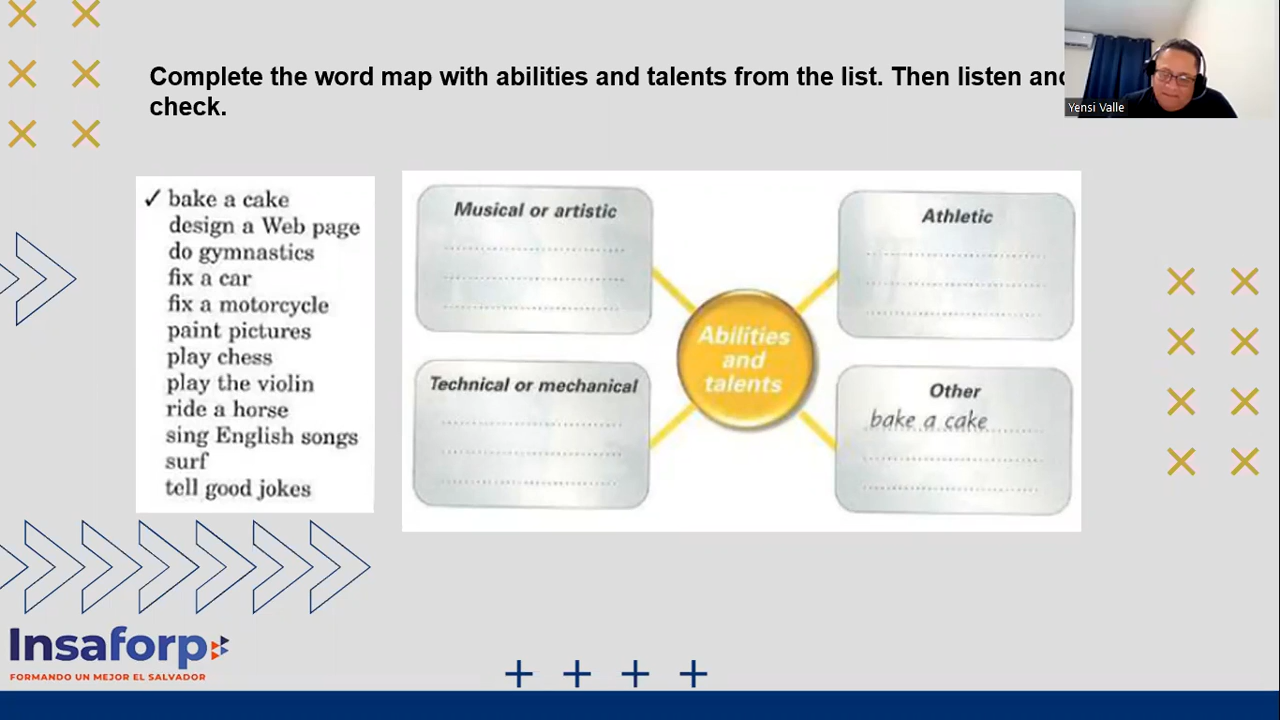 Complete the word map with abilities and talents from the list. Then listen and
check.
Yensi Valle
✓ bake a cake
design a Web page
do gymnastics
fix a car
fix a motorcycle
paint pictures
play chess
play the violin
ride a horse
sing English songs
surf
tell good jokes
Musical or artistic
Athletic
Abilities
and
talents
Technical or mechanical
Other
bake a cake
Insaforp
FORMANDO UN MEJOR EL SALVADOR